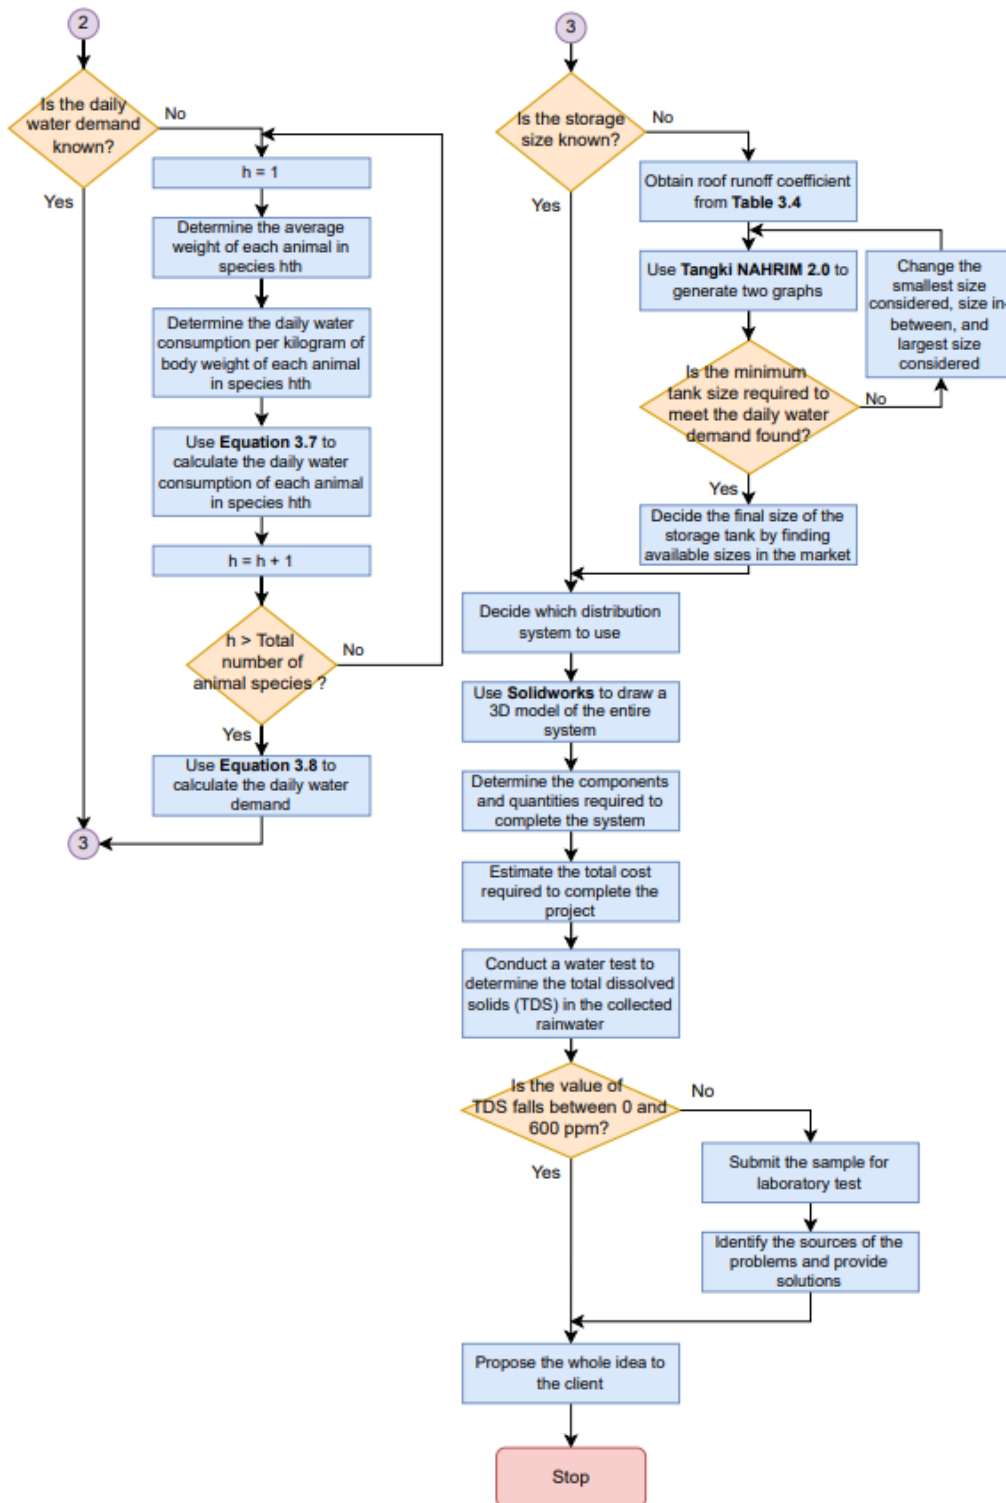 2
Is the daily
water demand
known?
No
Yes
h = 1
Determine the average
weight of each animal in
species hth
Determine the daily water
consumption per kilogram of
body weight of each animal
in species hth
Use Equation 3.7 to
calculate the daily water
consumption of each animal
in species hth
h = h + 1
h > Total
number of
animal species ?
No
Yes
Use Equation 3.8 to
calculate the daily water
demand
3
3
Is the storage
size known?
No
Yes
Obtain roof runoff coefficient
from Table 3.4
Use Tangki NAHRIM 2.0 to
generate two graphs
Change the
smallest size
considered, size in-
between, and
largest size
considered
Is the minimum
tank size required to
meet the daily water
demand found?
No
Yes
Decide the final size of the
storage tank by finding
available sizes in the market
Decide which distribution
system to use
Use Solidworks to draw a
3D model of the entire
system
Determine the components
and quantities required to
complete the system
Estimate the total cost
required to complete the
project
Conduct a water test to
determine the total dissolved
solids (TDS) in the collected
rainwater
Is the value of
TDS falls between 0 and
600 ppm?
No
Yes
Submit the sample for
laboratory test
Identify the sources of the
problems and provide
solutions
Propose the whole idea to
the client
Stop